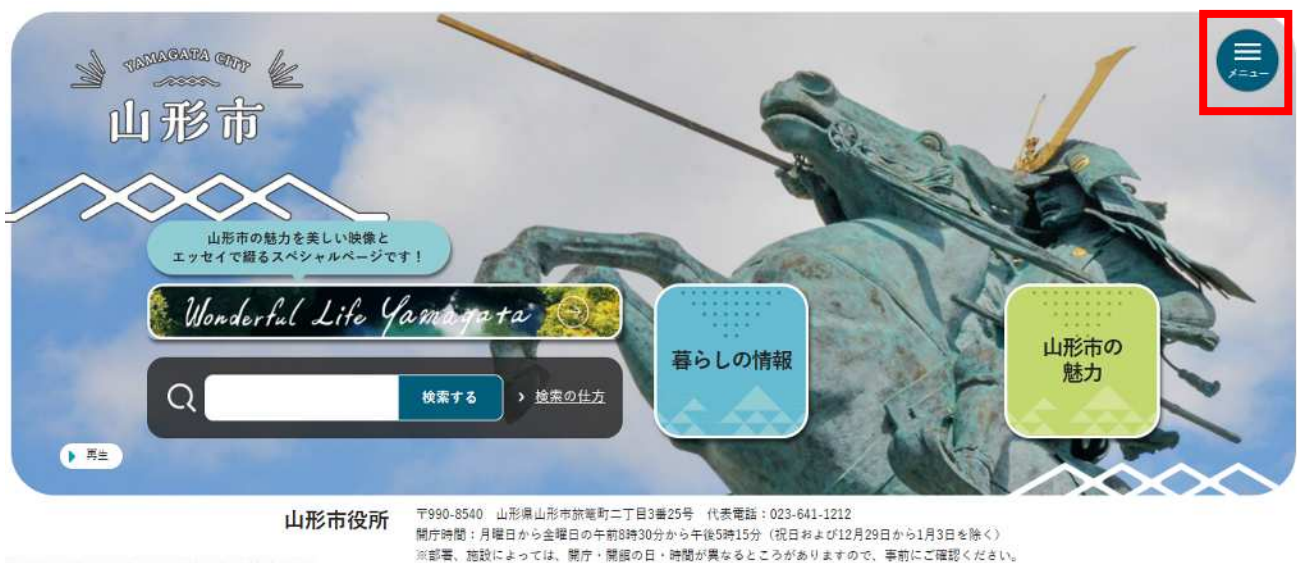 YAMAGATA CITY
山形市
メニュー
山形市の魅力を美しい映像と
エッセイで綴るスペシャルページです！
Wonderful Life Yamagata
検索する
検索の仕方
暮らしの情報
山形市の
魅力
再生
山形市役所
〒990-8540 山形県山形市旅篭町二丁目3番25号 代表電話：023-641-1212
開庁時間：月曜日から金曜日の午前8時30分から午後5時15分（祝日および12月29日から1月3日を除く）
※部署、施設によっては、開庁・開館の日・時間が異なるところがありますので、事前にご確認ください。